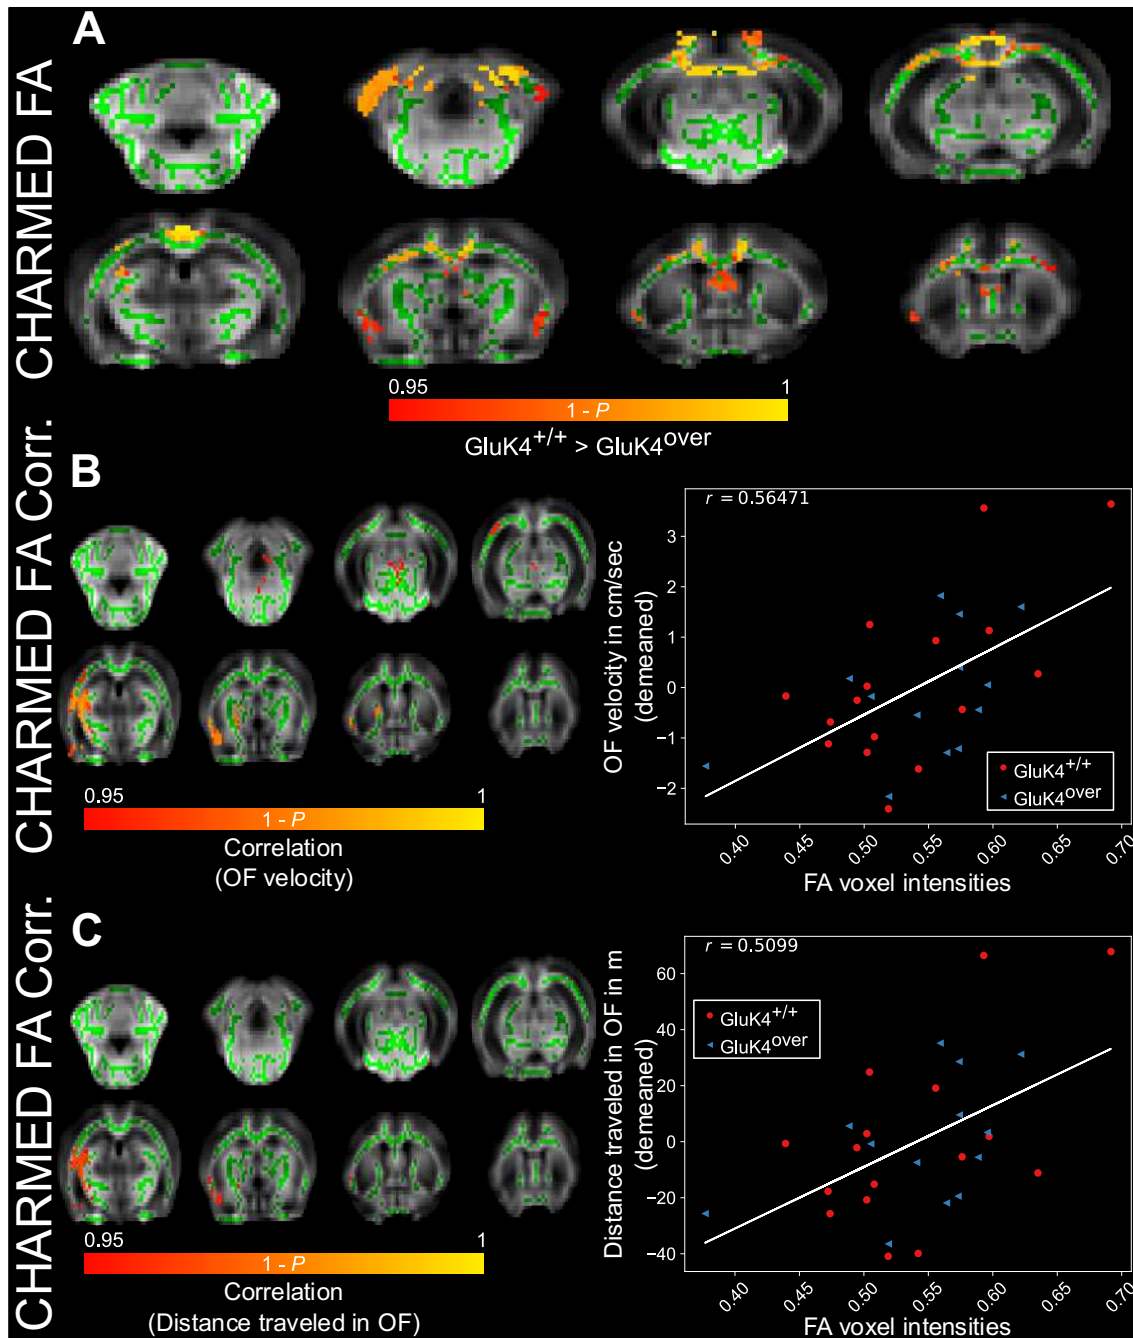 A
CHARMED FA
0.95
1
1 - P
GluK4+/+ > GluK4over
B
CHARMED FA Corr.
0.95
1
1 - P
Correlation
(OF velocity)
r = 0.56471
OF velocity in cm/sec
(demeaned)
3
2
1
0
−1
−2
GluK4+/+
GluK4over
0.40
0.45
0.50
0.55
0.60
0.65
0.70
FA voxel intensities
C
CHARMED FA Corr.
0.95
1
1 - P
Correlation
(Distance traveled in OF)
r = 0.5099
Distance traveled in OF in m
(demeaned)
60
40
20
0
−20
−40
GluK4+/+
GluK4over
0.40
0.45
0.50
0.55
0.60
0.65
0.70
FA voxel intensities